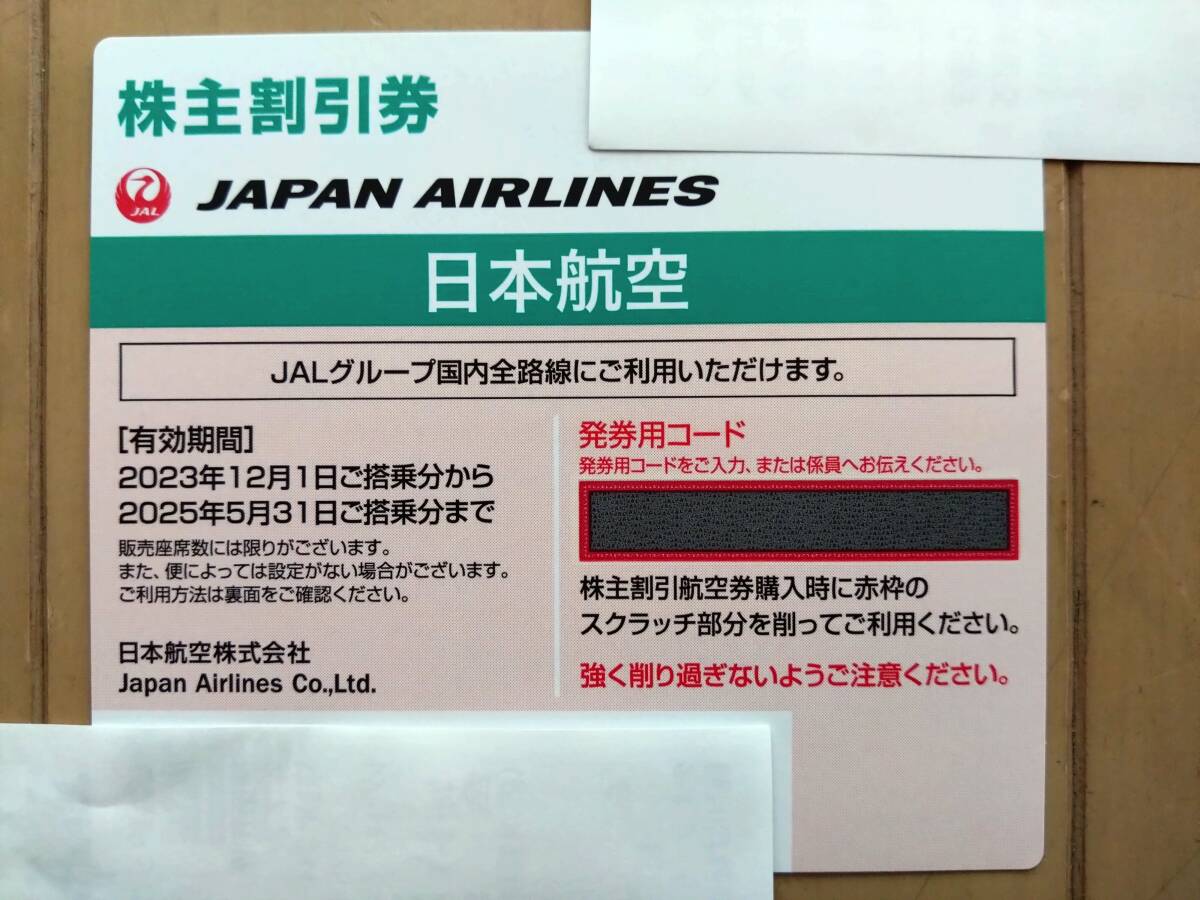 株主割引券
JAL
JAPAN AIRLINES
日本航空
JALグループ国内全路線にご利用いただけます。
[有効期間]
2023年12月1日ご搭乗分から
2025年5月31日ご搭乗分まで
販売座席数には限りがございます。
また、便によっては設定がない場合がございます。
ご利用方法は裏面をご確認ください。
日本航空株式会社
Japan Airlines Co.,Ltd.
発券用コード
発券用コードをご入力、または係員へお伝えください。
株主割引航空券購入時に赤枠の
スクラッチ部分を削ってご利用ください。
強く削り過ぎないようご注意ください。